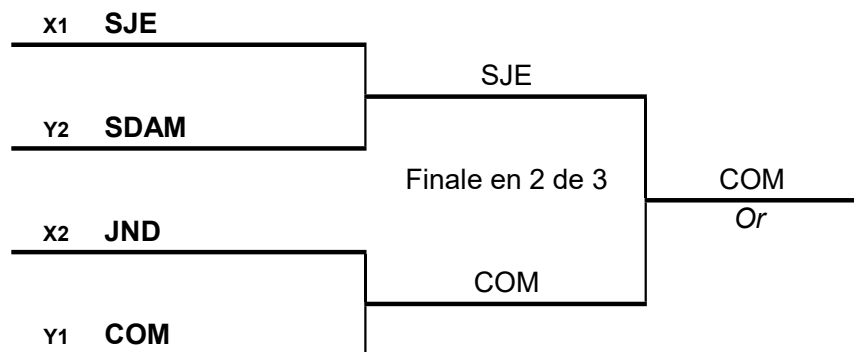 X1 SJE
SJE
Y2 SDAM
Finale en 2 de 3
COM
Or
X2 JND
COM
Y1 COM